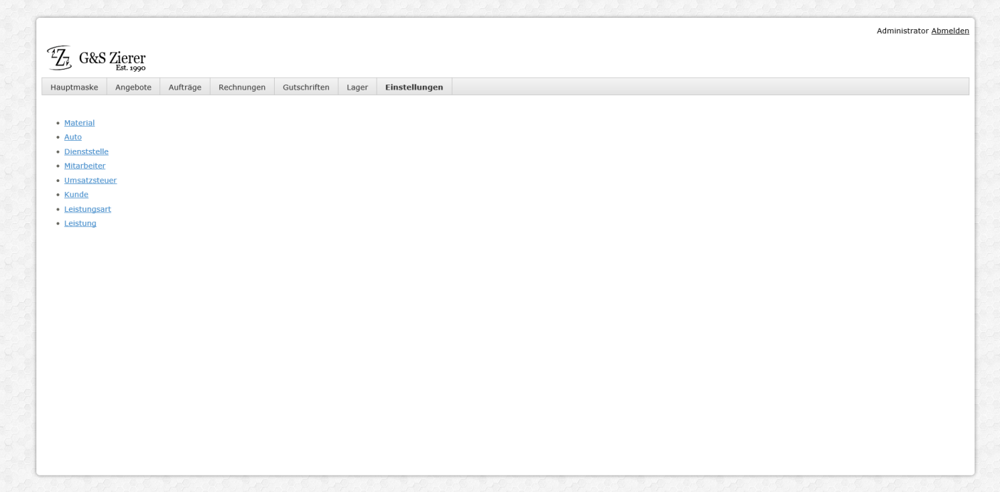 Administrator Abmelden
G&S Zierer
Est. 1990
Hauptmaske Angebote Aufträge Rechnungen Gutschriften Lager Einstellungen
Material
Auto
Dienststelle
Mitarbeiter
Umsatzsteuer
Kunde
Leistungsart
Leistung